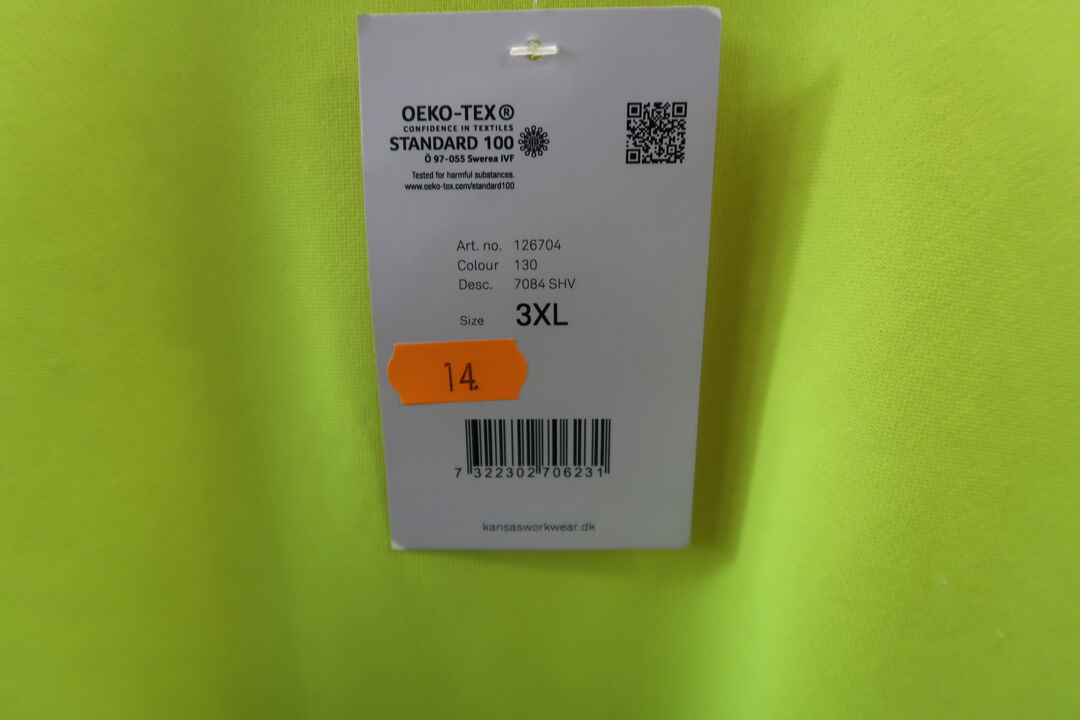 OEKO-TEX®
CONFIDENCE IN TEXTILES
STANDARD 100
Ö 97-055 Swerea IVF
Tested for harmful substances.
www.oeko-tex.com/standard100
Art. no. 126704
Colour 130
Desc. 7084 SHV
Size 3XL
14.
7 322302 706231
kansasworkwear.dk